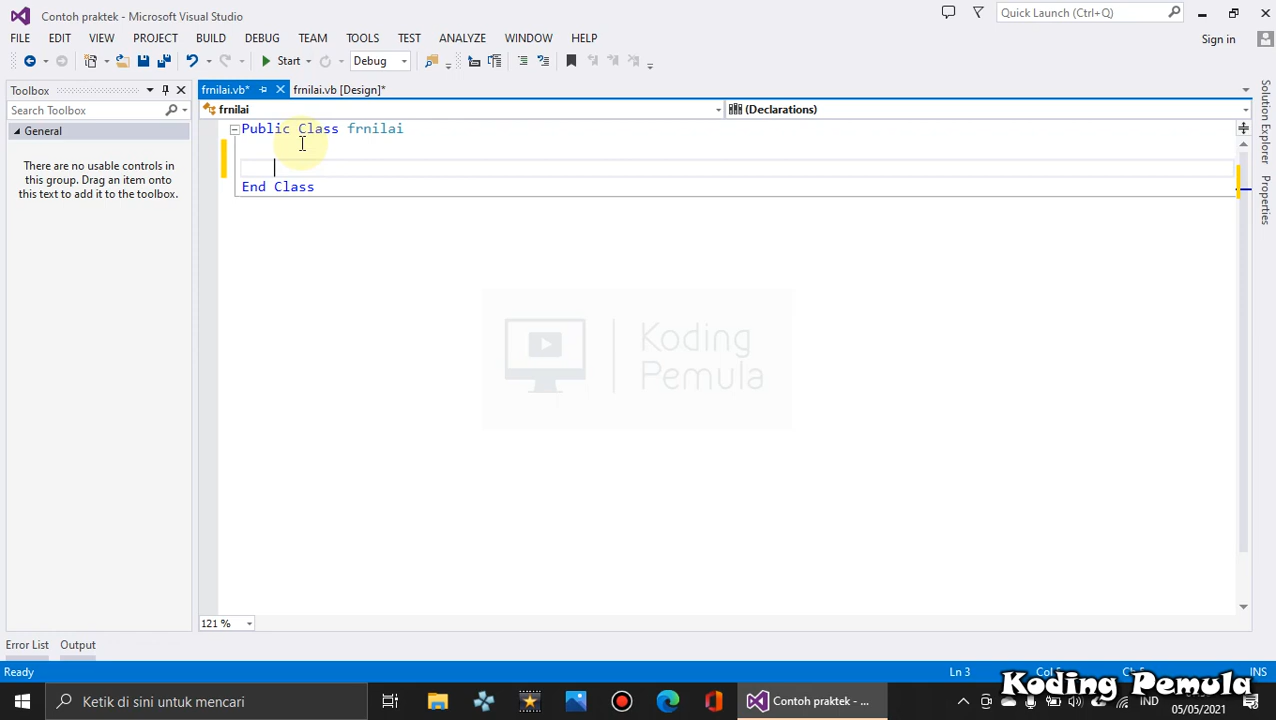 Contoh praktek - Microsoft Visual Studio
Quick Launch (Ctrl+Q)
FILE EDIT VIEW PROJECT BUILD DEBUG TEAM TOOLS TEST ANALYZE WINDOW HELP
Sign in
Start
Debug
Toolbox
frnilai.vb*
frnilai.vb [Design]*
Search Toolbox
frnilai
(Declarations)
General
There are no usable controls in
this group. Drag an item onto
this text to add it to the toolbox.
Public Class frnilai
End Class
Solution Explorer
Properties
Koding
Pemula
121 %
Error List
Output
Ready
Ln 3
INS
Koding Pemula
Ketik di sini untuk mencari
Contoh praktek - ...
IND
05/05/2021